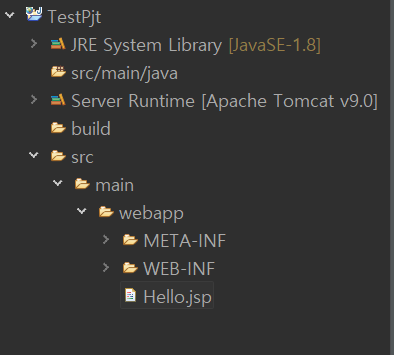 TestPjt
JRE System Library [JavaSE-1.8]
src/main/java
Server Runtime [Apache Tomcat v9.0]
build
src
main
webapp
META-INF
WEB-INF
Hello.jsp